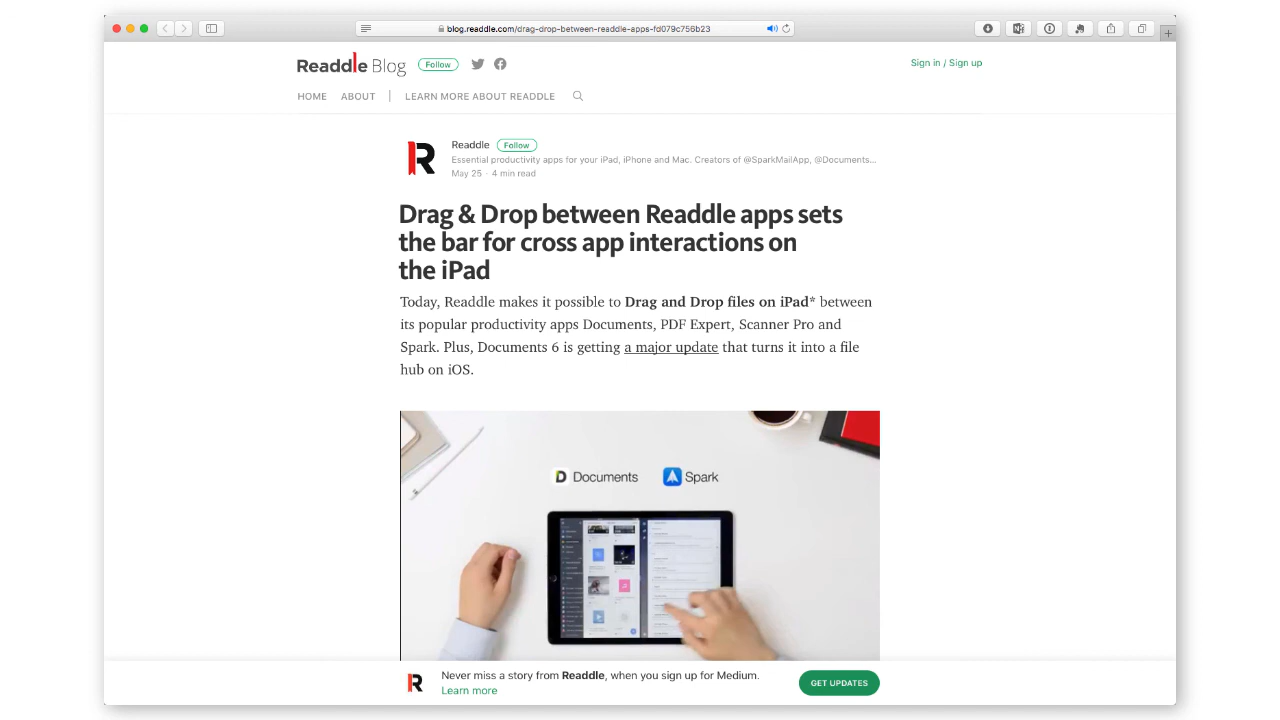 blog.readdle.com/drag-drop-between-readdle-apps-fd079c756b23
Readdle Blog Follow
Sign in / Sign up
HOME ABOUT | LEARN MORE ABOUT READDLE
Readdle Follow
Essential productivity apps for your iPad, iPhone and Mac. Creators of @SparkMailApp, @Documents...
May 25 · 4 min read
Drag & Drop between Readdle apps sets
the bar for cross app interactions on
the iPad
Today, Readdle makes it possible to Drag and Drop files on iPad* between
its popular productivity apps Documents, PDF Expert, Scanner Pro and
Spark. Plus, Documents 6 is getting a major update that turns it into a file
hub on iOS.
Documents Spark
Never miss a story from Readdle, when you sign up for Medium.
Learn more
GET UPDATES